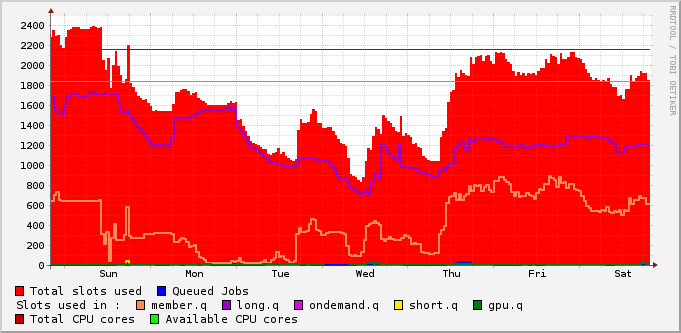 2400
2200
2000
1800
1600
1400
1200
1000
800
600
400
200
0
Sun Mon Tue Wed Thu Fri Sat
RRDTOOL / TOBI OETIKER
Total slots used Queued Jobs
Slots used in : member.q long.q ondemand.q short.q gpu.q
Total CPU cores Available CPU cores